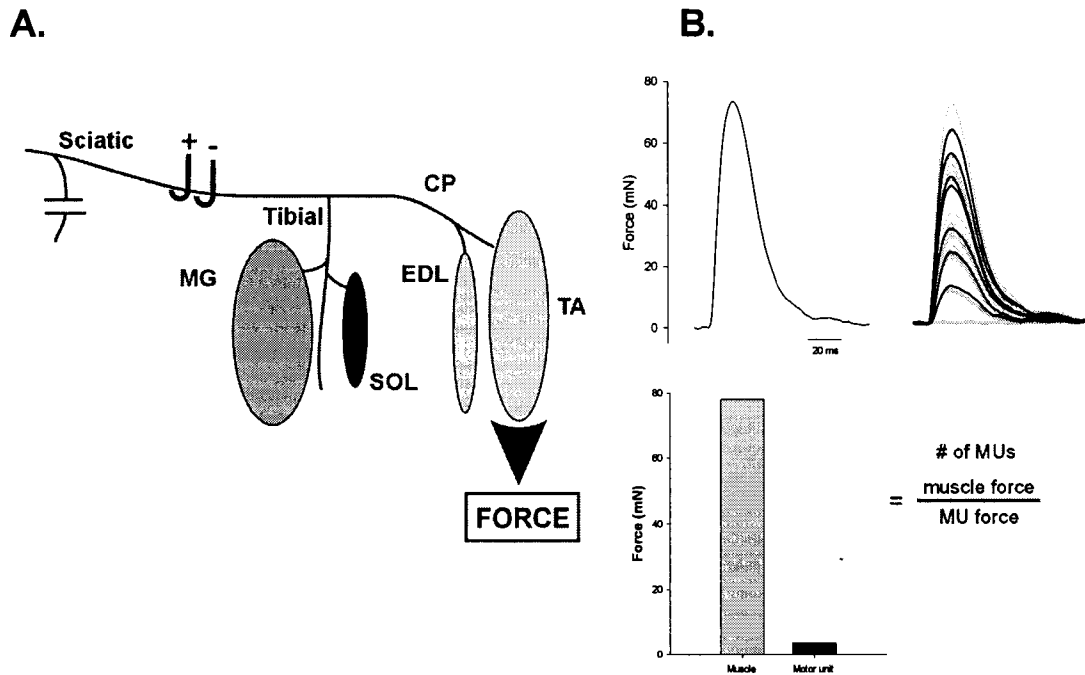 A.
Sciatic
+ -
CP
Tibial
MG
EDL
TA
SOL
FORCE
B.
80
60
40
20
0
Force (mN)
20 ms
80
60
40
20
0
Force (mN)
Muscle
Motor unit
# of MUs
= muscle force
MU force